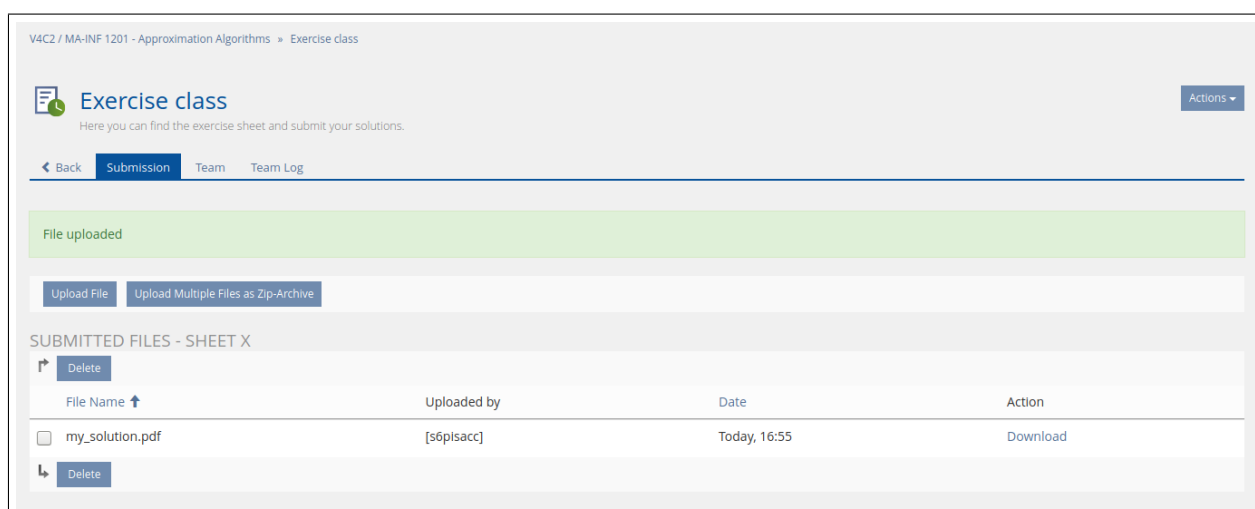 V4C2 / MA-INF 1201 - Approximation Algorithms » Exercise class
Exercise class
Actions
Here you can find the exercise sheet and submit your solutions.
Back Submission Team Team Log
File uploaded
Upload File Upload Multiple Files as Zip-Archive
SUBMITTED FILES - SHEET X
Delete
File Name Uploaded by Date Action
my_solution.pdf [s6pisacc] Today, 16:55 Download
Delete